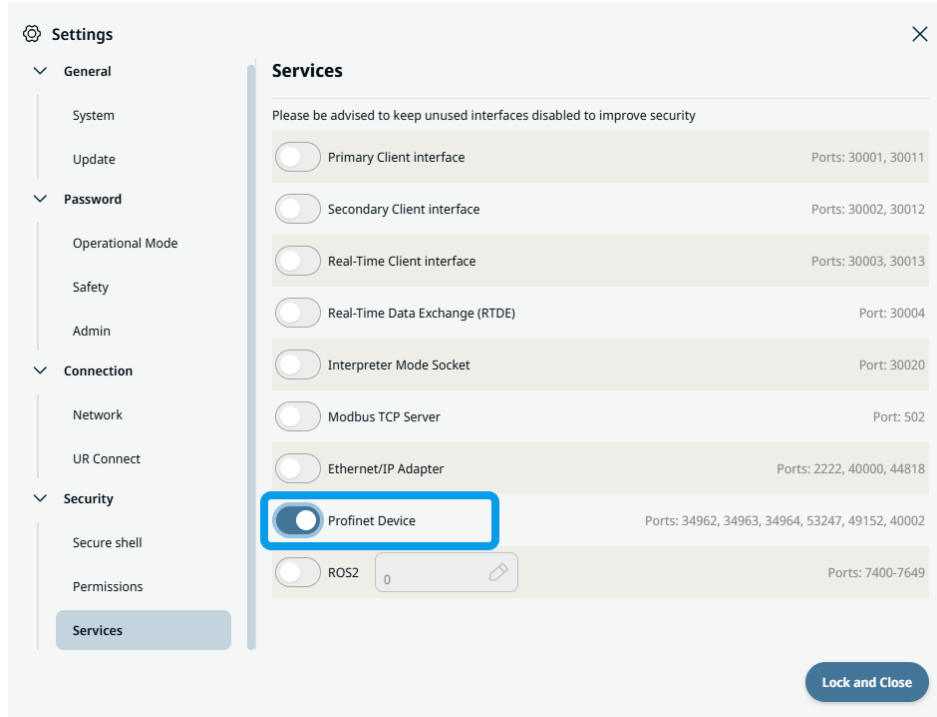 Settings
General
System
Update
Password
Operational Mode
Safety
Admin
Connection
Network
UR Connect
Security
Secure shell
Permissions
Services
Services
Please be advised to keep unused interfaces disabled to improve security
Primary Client interface Ports: 30001, 30011
Secondary Client interface Ports: 30002, 30012
Real-Time Client interface Ports: 30003, 30013
Real-Time Data Exchange (RTDE) Port: 30004
Interpreter Mode Socket Port: 30020
Modbus TCP Server Port: 502
Ethernet/IP Adapter Ports: 2222, 40000, 44818
Profinet Device Ports: 34962, 34963, 34964, 53247, 49152, 40002
ROS2 0 Ports: 7400-7649
Lock and Close